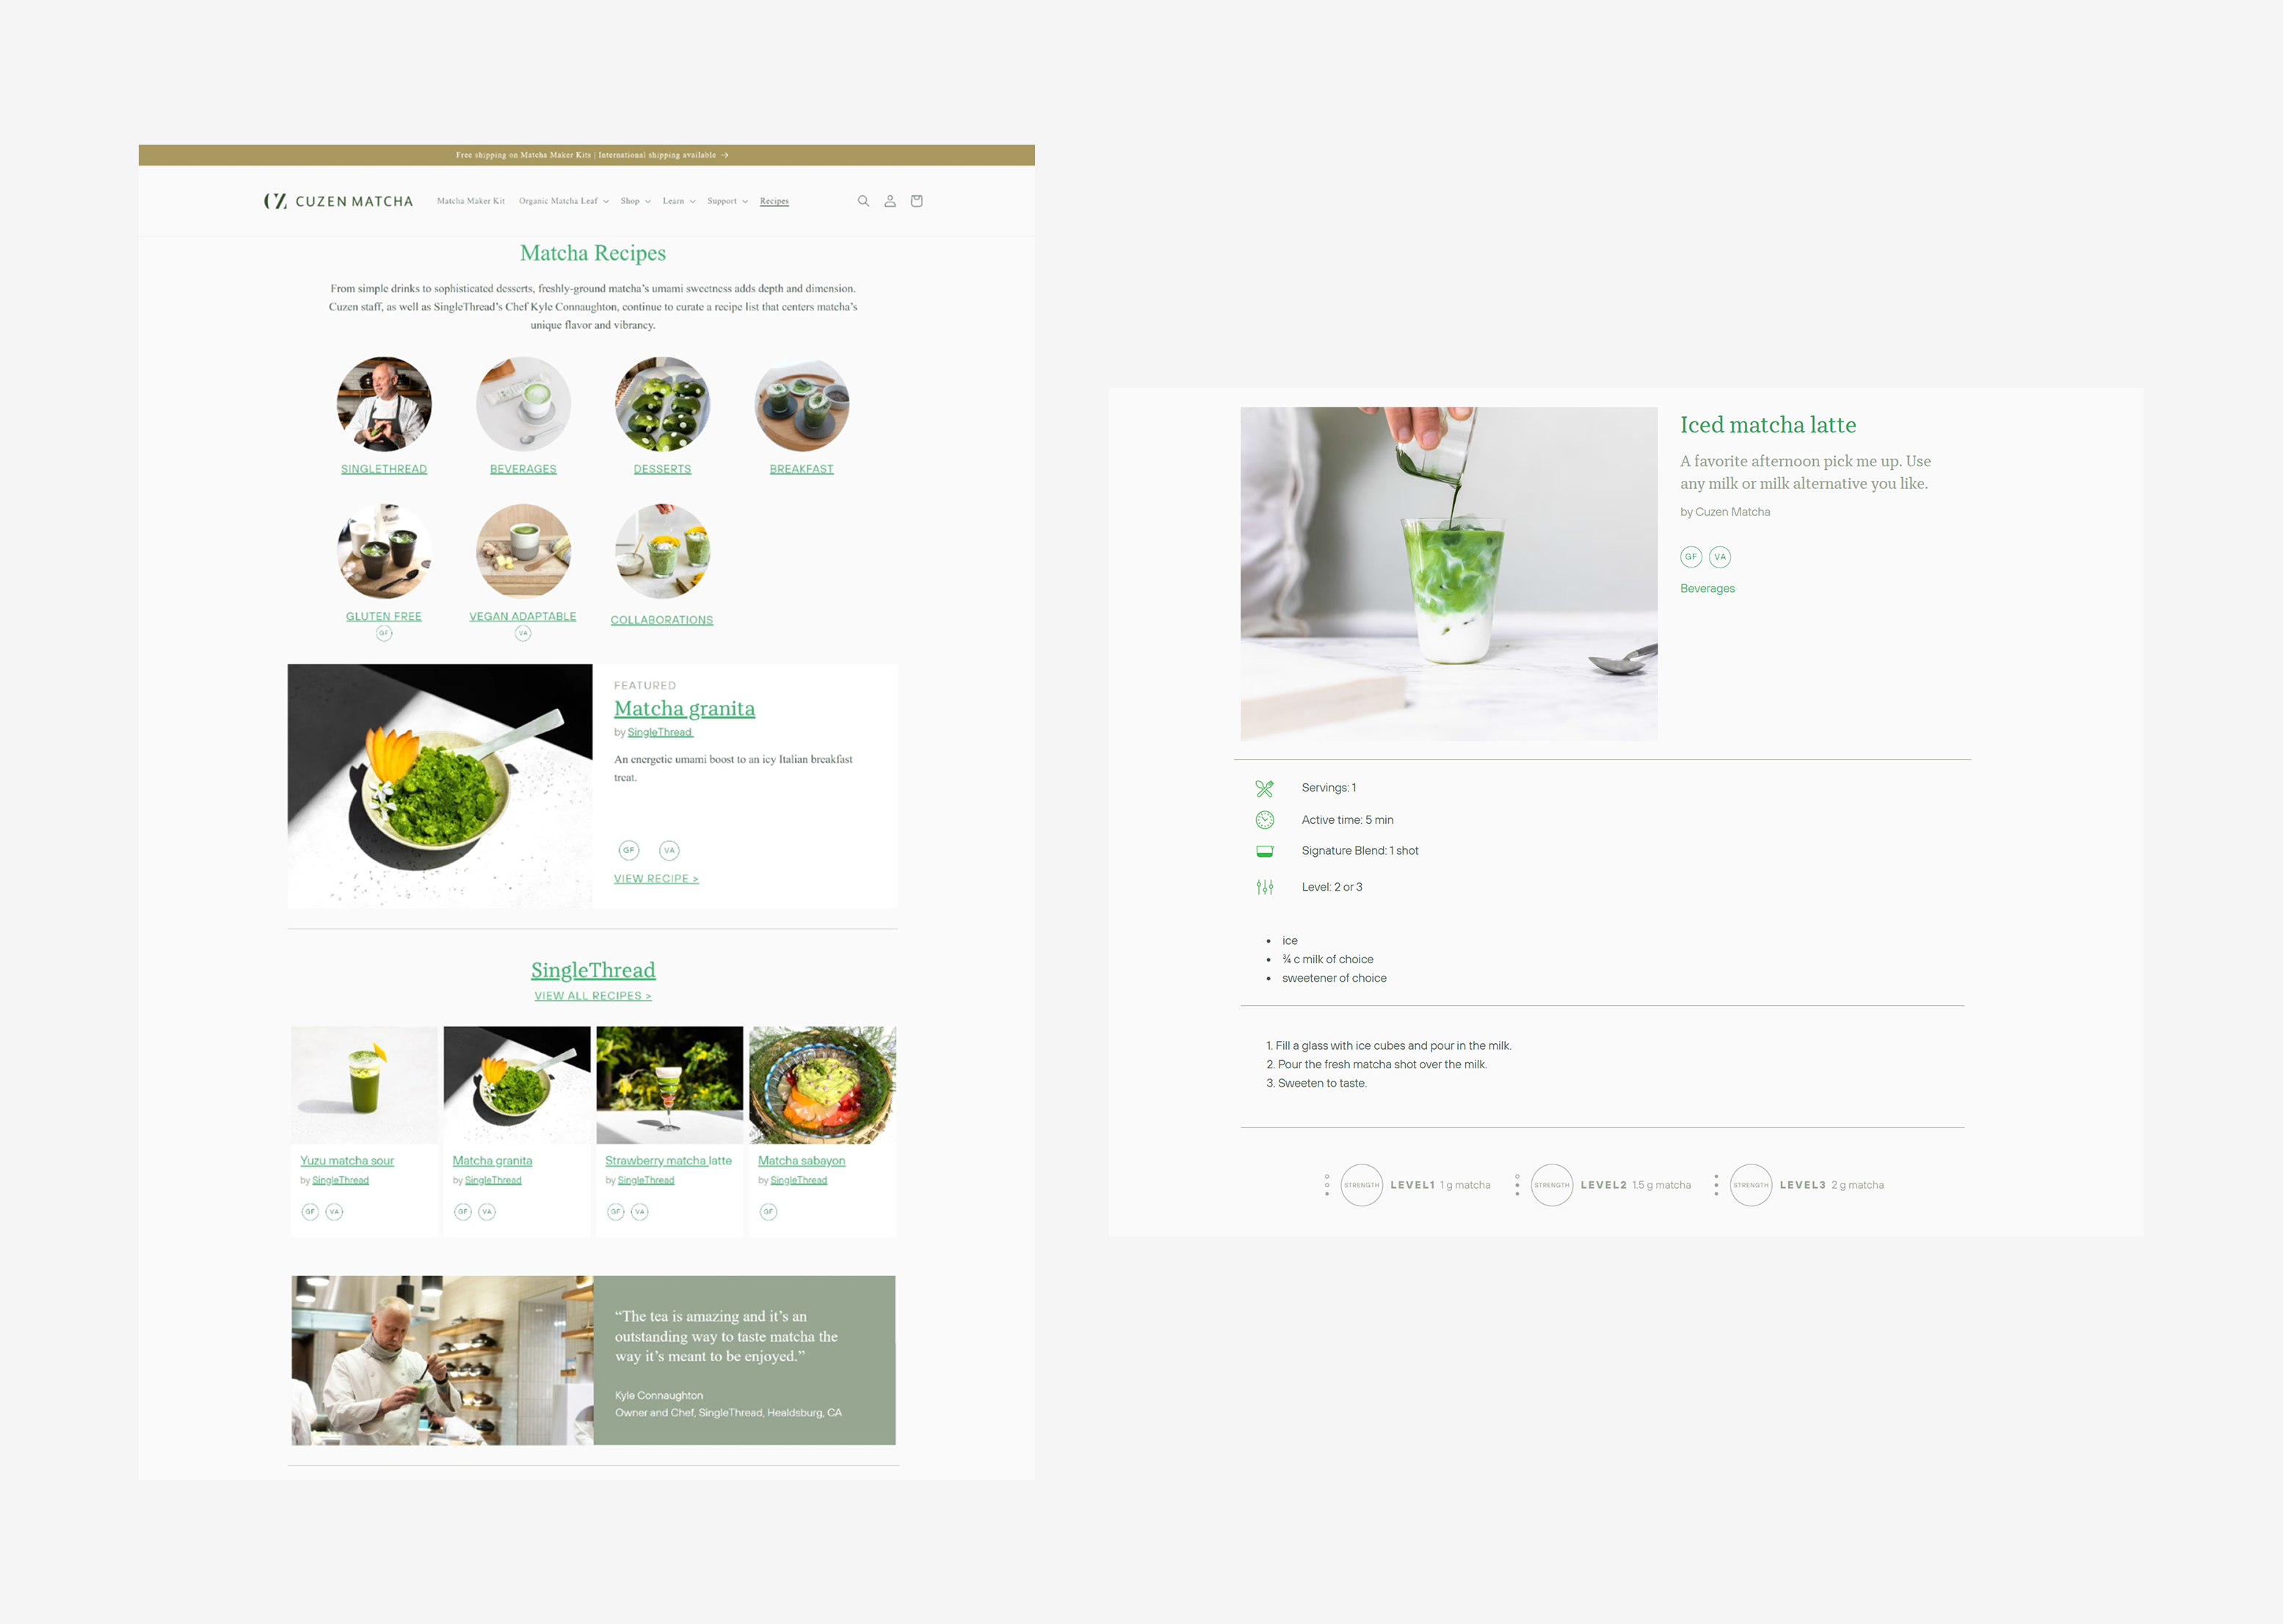 Free shipping on Matcha Maker Kits | International shipping available →
CUZEN MATCHA
Matcha Maker Kit Organic Matcha Leaf Shop Learn Support Recipes
Matcha Recipes
From simple drinks to sophisticated desserts, freshly-ground matcha’s umami sweetness adds depth and dimension.
Cuzen staff, as well as SingleThread’s Chef Kyle Connaughton, continue to curate a recipe list that centers matcha’s
unique flavor and vibrancy.
SINGLETHREAD BEVERAGES DESSERTS BREAKFAST
GLUTEN FREE VEGAN ADAPTABLE COLLABORATIONS
GF VA
FEATURED
Matcha granita
by SingleThread
An energetic umami boost to an icy Italian breakfast
treat.
GF VA
VIEW RECIPE >
SingleThread
VIEW ALL RECIPES >
Yuzu matcha sour Matcha granita Strawberry matcha latte Matcha sabayon
by SingleThread by SingleThread by SingleThread by SingleThread
GF VA GF VA GF VA GF
“The tea is amazing and it’s an
outstanding way to taste matcha the
way it’s meant to be enjoyed.”
Kyle Connaughton
Owner and Chef, SingleThread, Healdsburg, CA
Iced matcha latte
A favorite afternoon pick me up. Use
any milk or milk alternative you like.
by Cuzen Matcha
GF VA
Beverages
Servings: 1
Active time: 5 min
Signature Blend: 1 shot
Level: 2 or 3
• ice
• ¾ c milk of choice
• sweetener of choice
1. Fill a glass with ice cubes and pour in the milk.
2. Pour the fresh matcha shot over the milk.
3. Sweeten to taste.
STRENGTH LEVEL1 1 g matcha STRENGTH LEVEL2 1.5 g matcha STRENGTH LEVEL3 2 g matcha